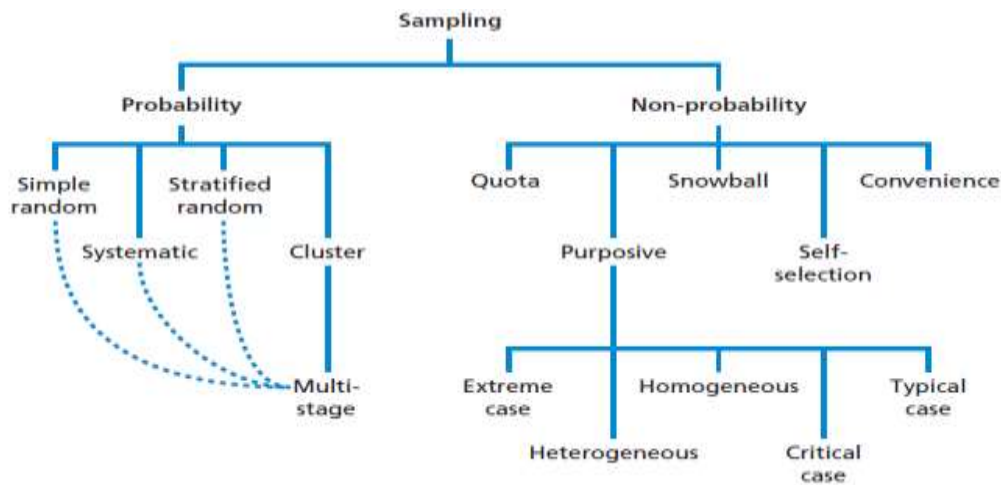 Sampling
Probability
Non-probability
Simple
random
Stratified
random
Systematic
Cluster
Multi-
stage
Quota
Snowball
Convenience
Purposive
Self-
selection
Extreme
case
Homogeneous
Typical
case
Heterogeneous
Critical
case